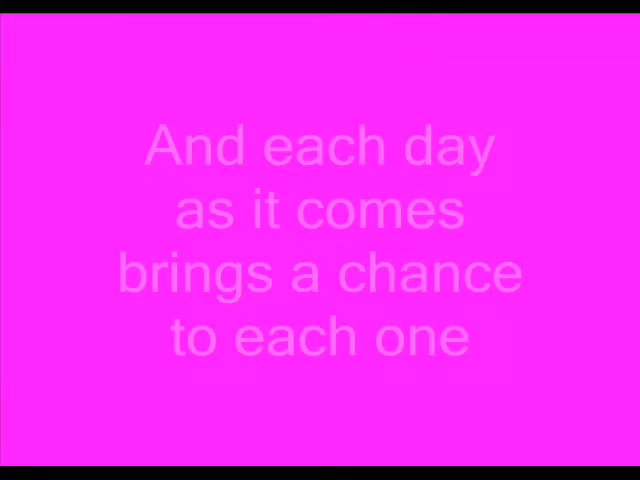 And each day
as it comes
brings a chance
to each one